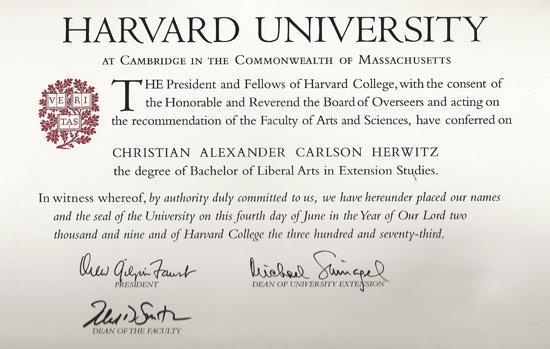 HARVARD UNIVERSITY
AT CAMBRIDGE IN THE COMMONWEALTH OF MASSACHUSETTS
VE RI
TAS
THE President and Fellows of Harvard College, with the consent of
the Honorable and Reverend the Board of Overseers and acting on
the recommendation of the Faculty of Arts and Sciences, have conferred on
CHRISTIAN ALEXANDER CARLSON HERWITZ
the degree of Bachelor of Liberal Arts in Extension Studies.
In witness whereof, by authority duly committed to us, we have hereunder placed our names
and the seal of the University on this fourth day of June in the Year of Our Lord two
thousand and nine and of Harvard College the three hundred and seventy-third.
Drew Gilpin Faust
PRESIDENT
Michael Shinagel
DEAN OF UNIVERSITY EXTENSION
DEAN OF THE FACULTY